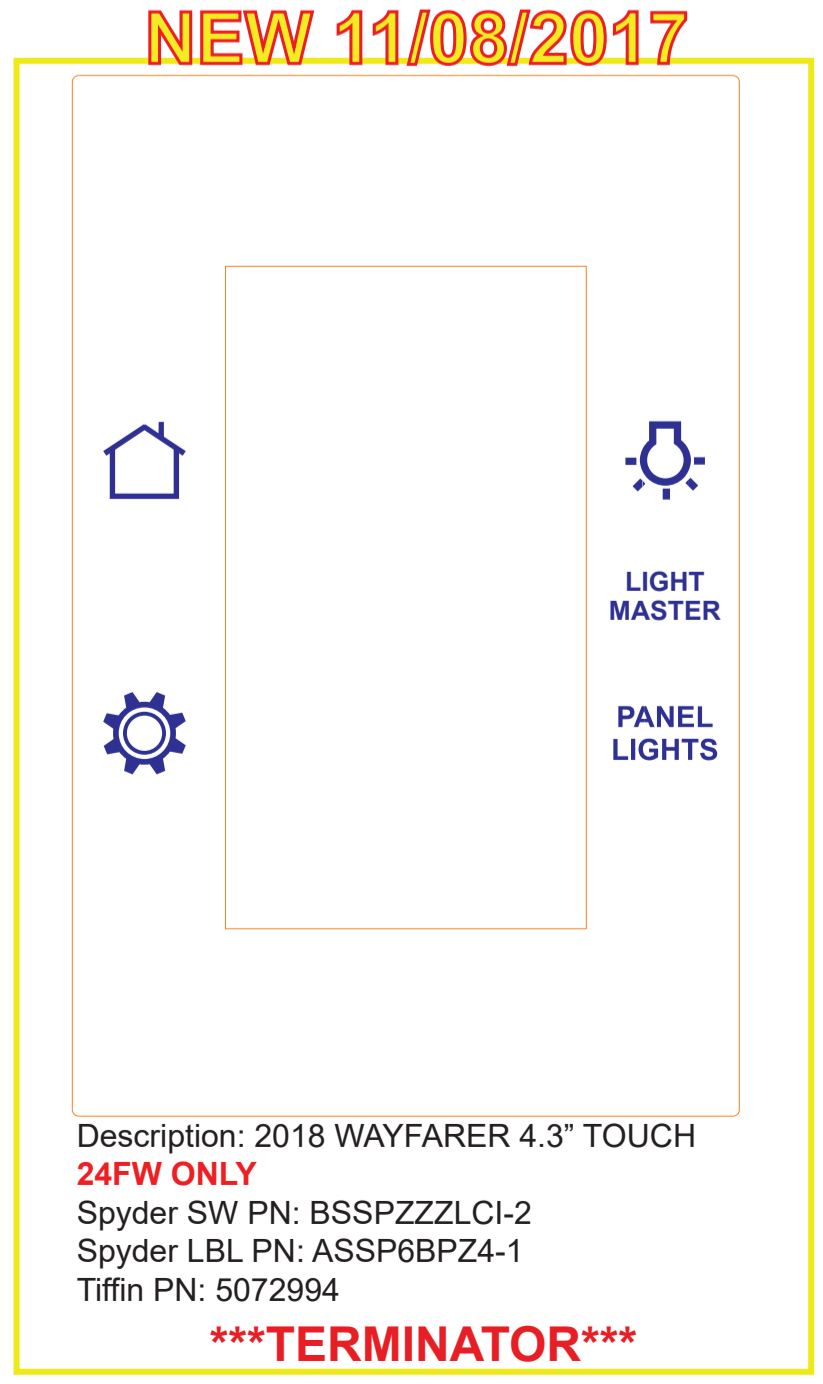 NEW 11/08/2017
LIGHT
MASTER
PANEL
LIGHTS
Description: 2018 WAYFARER 4.3” TOUCH
24FW ONLY
Spyder SW PN: BSSPZZZLCI-2
Spyder LBL PN: ASSP6BPZ4-1
Tiffin PN: 5072994
***TERMINATOR***